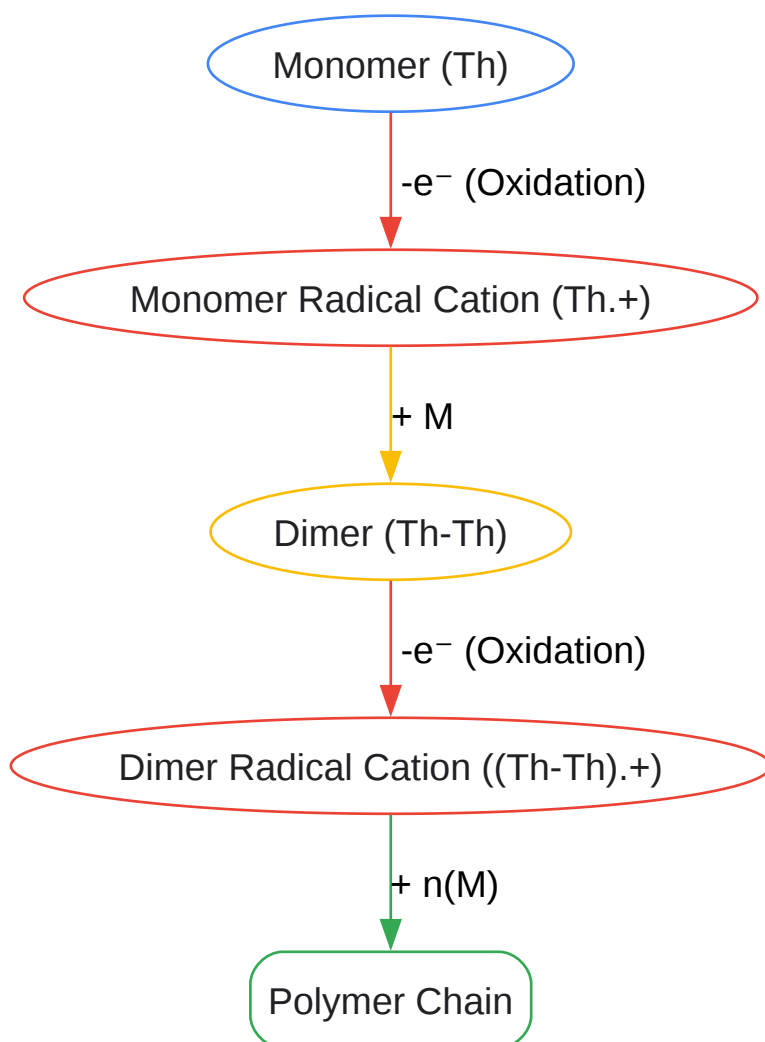 Monomer (Th)
-e⁻ (Oxidation)
Monomer Radical Cation (Th.+)
+ M
Dimer (Th-Th)
-e⁻ (Oxidation)
Dimer Radical Cation ((Th-Th).+)
+ n(M)
Polymer Chain